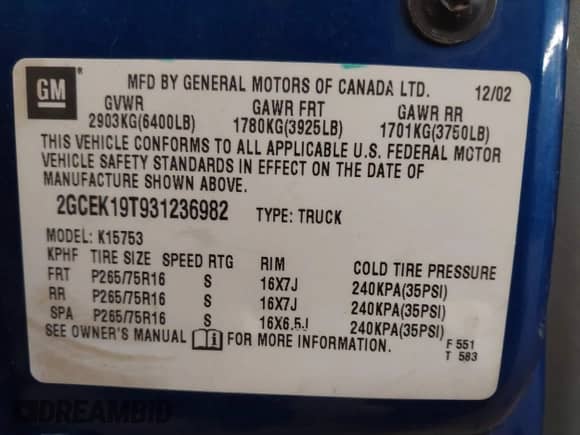 GM ®
MFD BY GENERAL MOTORS OF CANADA LTD. 12/02
GVWR GAWR FRT GAWR RR
2903KG(6400LB) 1780KG(3925LB) 1701KG(3750LB)
THIS VEHICLE CONFORMS TO ALL APPLICABLE U.S. FEDERAL MOTOR
VEHICLE SAFETY STANDARDS IN EFFECT ON THE DATE OF
MANUFACTURE SHOWN ABOVE.
2GCEK19T931236982 TYPE: TRUCK
MODEL: K15753
KPHF TIRE SIZE SPEED RTG RIM COLD TIRE PRESSURE
FRT P265/75R16 S 16X7J 240KPA(35PSI)
RR P265/75R16 S 16X7J 240KPA(35PSI)
SPA P265/75R16 S 16X6.5J 240KPA(35PSI)
SEE OWNER'S MANUAL FOR MORE INFORMATION.
F 551
T 583
DREAMBID